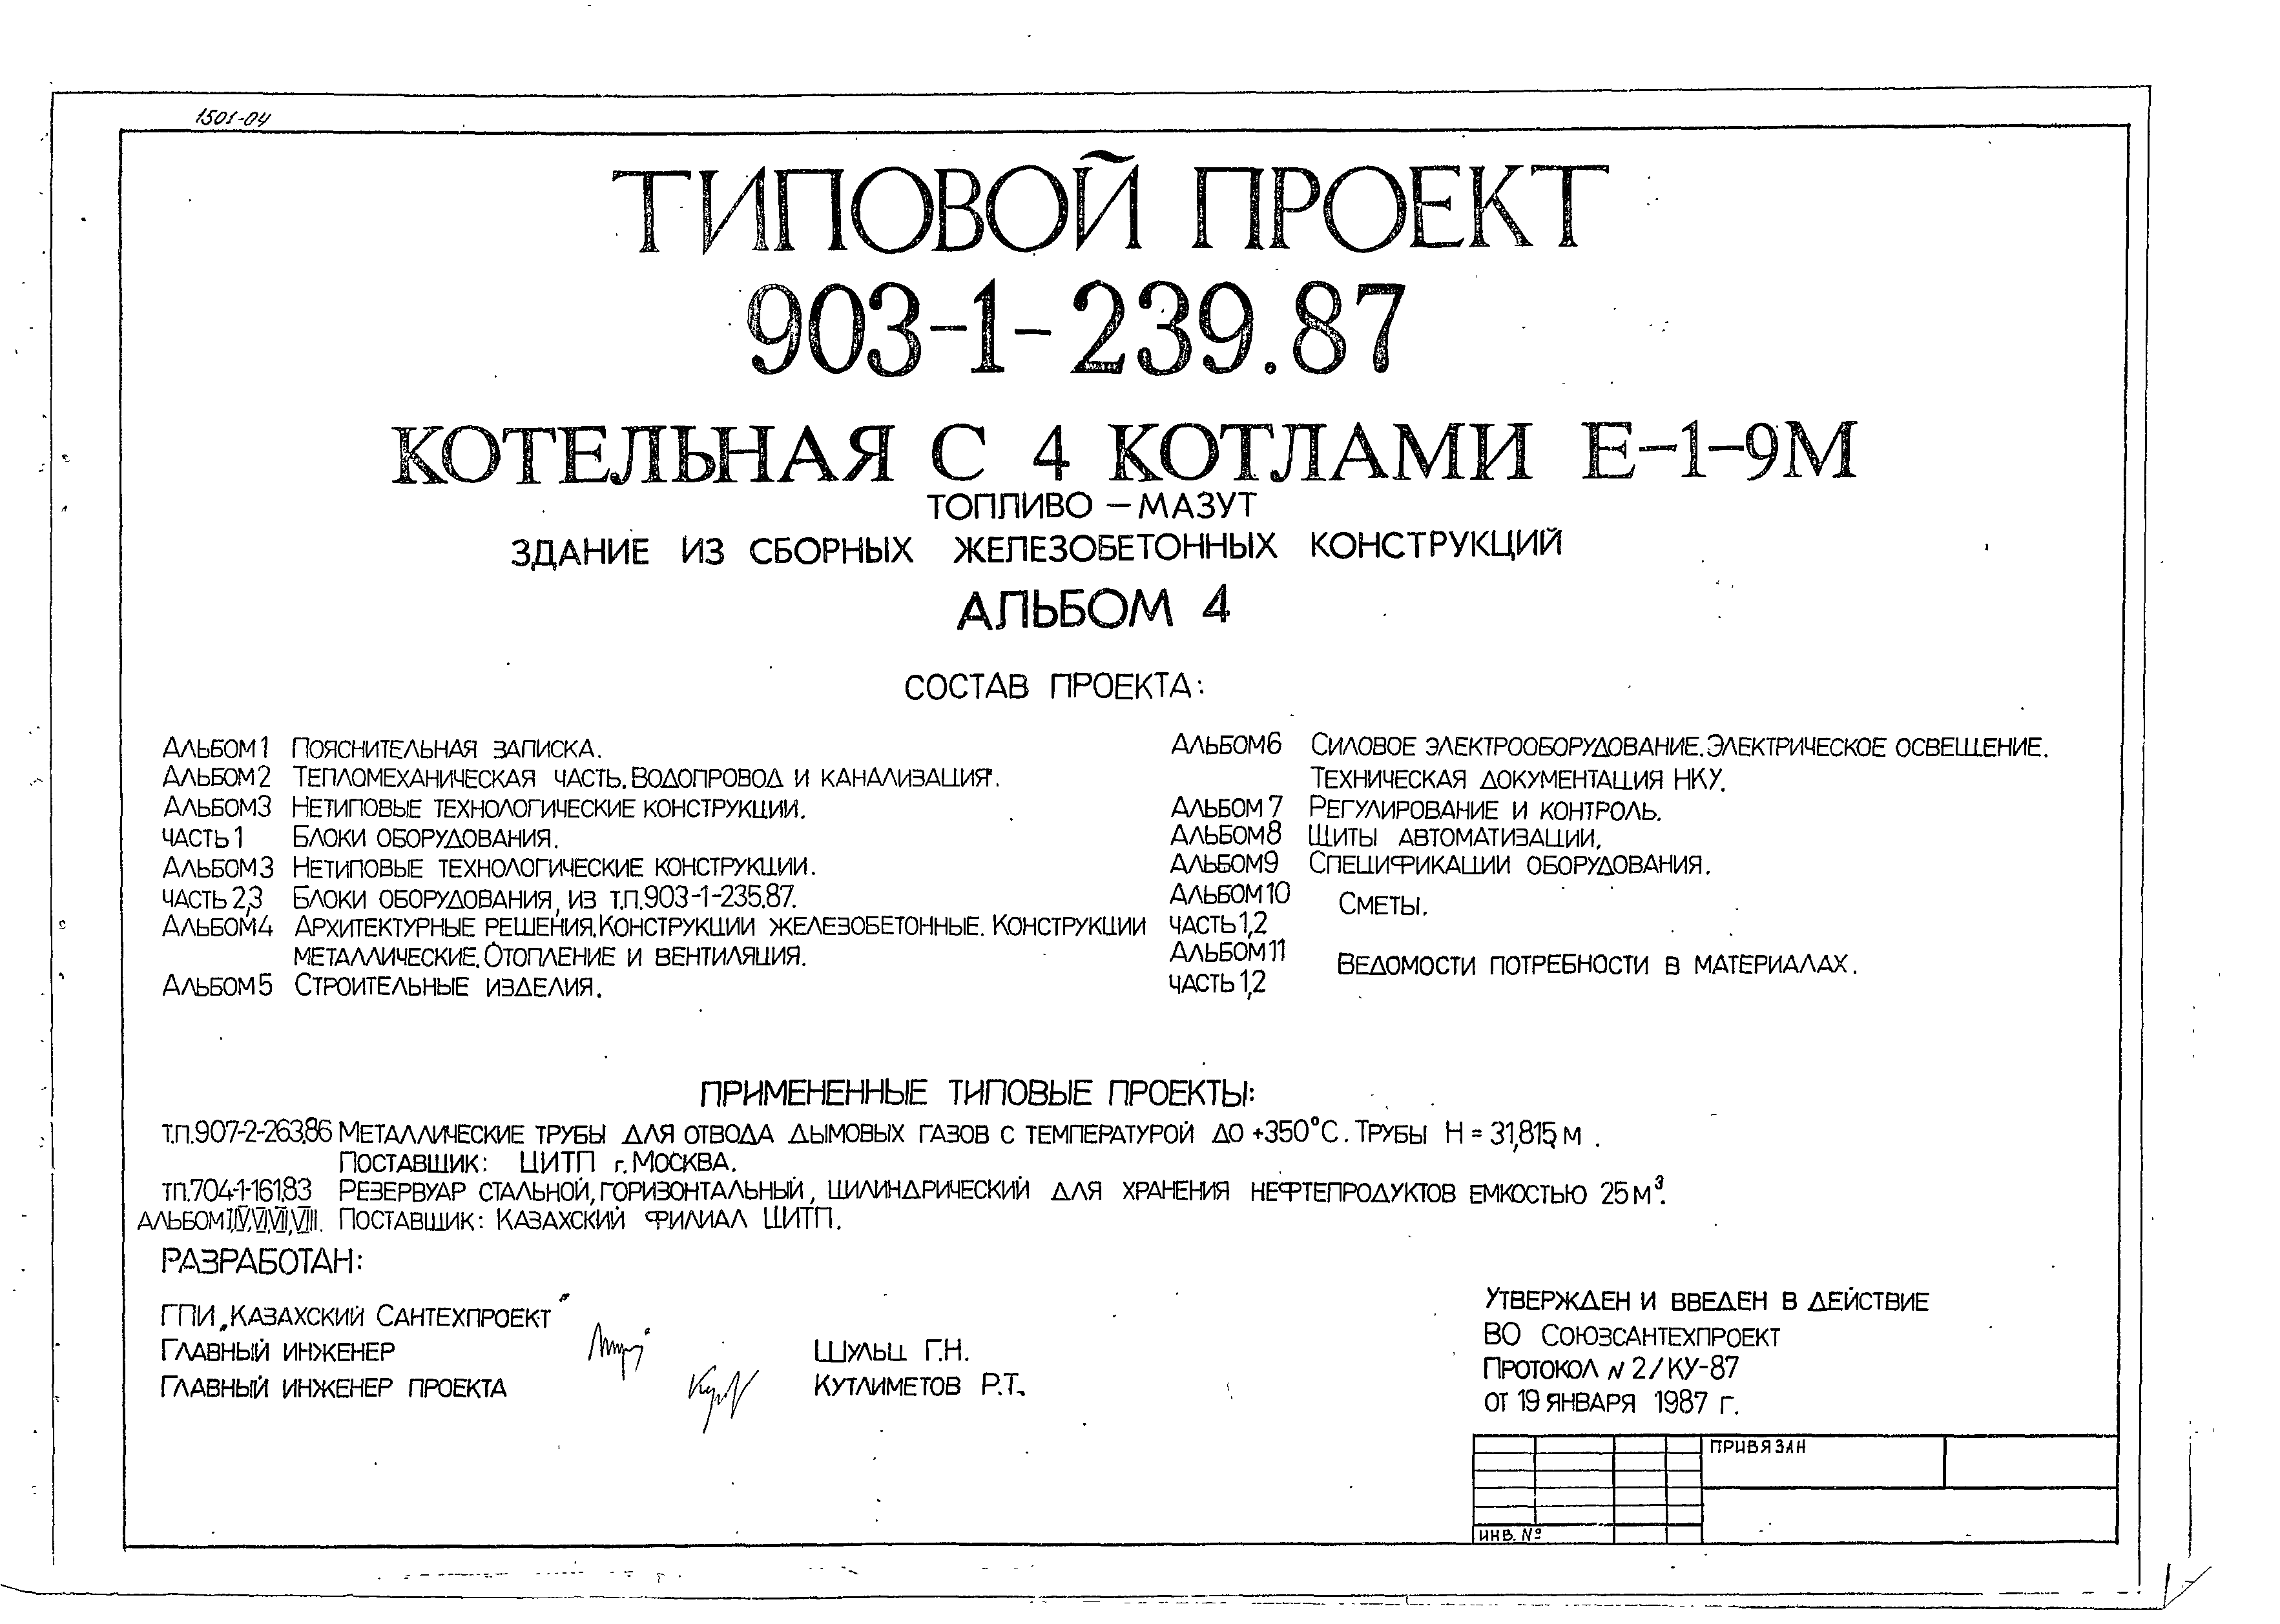 1501-04
ТИПОВОЙ ПРОЕКТ
903-1-239.87
КОТЕЛЬНАЯ С 4 КОТЛАМИ Е-1-9М
ТОПЛИВО – МАЗУТ
ЗДАНИЕ ИЗ СБОРНЫХ ЖЕЛЕЗОБЕТОННЫХ КОНСТРУКЦИЙ
АЛЬБОМ 4
СОСТАВ ПРОЕКТА:
АЛЬБОМ 1 ПОЯСНИТЕЛЬНАЯ ЗАПИСКА.
АЛЬБОМ 2 ТЕПЛОМЕХАНИЧЕСКАЯ ЧАСТЬ. ВОДОПРОВОД И КАНАЛИЗАЦИЯ.
АЛЬБОМ 3 НЕТИПОВЫЕ ТЕХНОЛОГИЧЕСКИЕ КОНСТРУКЦИИ.
ЧАСТЬ 1 БЛОКИ ОБОРУДОВАНИЯ.
АЛЬБОМ 3 НЕТИПОВЫЕ ТЕХНОЛОГИЧЕСКИЕ КОНСТРУКЦИИ.
ЧАСТЬ 2,3 БЛОКИ ОБОРУДОВАНИЯ, ИЗ Т.П. 903-1-235.87.
АЛЬБОМ 4 АРХИТЕКТУРНЫЕ РЕШЕНИЯ. КОНСТРУКЦИИ ЖЕЛЕЗОБЕТОННЫЕ. КОНСТРУКЦИИ
МЕТАЛЛИЧЕСКИЕ. ОТОПЛЕНИЕ И ВЕНТИЛЯЦИЯ.
АЛЬБОМ 5 СТРОИТЕЛЬНЫЕ ИЗДЕЛИЯ.
АЛЬБОМ 6 СИЛОВОЕ ЭЛЕКТРООБОРУДОВАНИЕ. ЭЛЕКТРИЧЕСКОЕ ОСВЕЩЕНИЕ.
ТЕХНИЧЕСКАЯ ДОКУМЕНТАЦИЯ НКУ.
АЛЬБОМ 7 РЕГУЛИРОВАНИЕ И КОНТРОЛЬ.
АЛЬБОМ 8 ЩИТЫ АВТОМАТИЗАЦИИ.
АЛЬБОМ 9 СПЕЦИФИКАЦИИ ОБОРУДОВАНИЯ.
АЛЬБОМ 10
СМЕТЫ.
ЧАСТЬ 1,2
АЛЬБОМ 11
ВЕДОМОСТИ ПОТРЕБНОСТИ В МАТЕРИАЛАХ.
ЧАСТЬ 1,2
ПРИМЕНЕННЫЕ ТИПОВЫЕ ПРОЕКТЫ:
Т.П. 907-2-263.86 МЕТАЛЛИЧЕСКИЕ ТРУБЫ ДЛЯ ОТВОДА ДЫМОВЫХ ГАЗОВ С ТЕМПЕРАТУРОЙ ДО +350°С. ТРУБЫ Н = 31,815 М.
ПОСТАВЩИК: ЦИТП г. МОСКВА.
Т.П. 704-1-161.83 РЕЗЕРВУАР СТАЛЬНОЙ, ГОРИЗОНТАЛЬНЫЙ, ЦИЛИНДРИЧЕСКИЙ ДЛЯ ХРАНЕНИЯ НЕФТЕПРОДУКТОВ ЕМКОСТЬЮ 25 М³.
АЛЬБОМ I,IV,VI,VII,VIII. ПОСТАВЩИК: КАЗАХСКИЙ ФИЛИАЛ ЦИТП.
РАЗРАБОТАН:
ГПИ „КАЗАХСКИЙ САНТЕХПРОЕКТ"
ГЛАВНЫЙ ИНЖЕНЕР ШУЛЬЦ Г.Н.
ГЛАВНЫЙ ИНЖЕНЕР ПРОЕКТА КУТЛИМЕТОВ Р.Т.
УТВЕРЖДЕН И ВВЕДЕН В ДЕЙСТВИЕ
ВО СОЮЗСАНТЕХПРОЕКТ
ПРОТОКОЛ N 2/КУ-87
ОТ 19 ЯНВАРЯ 1987 Г.
ПРИВЯЗАН
ИНВ. №